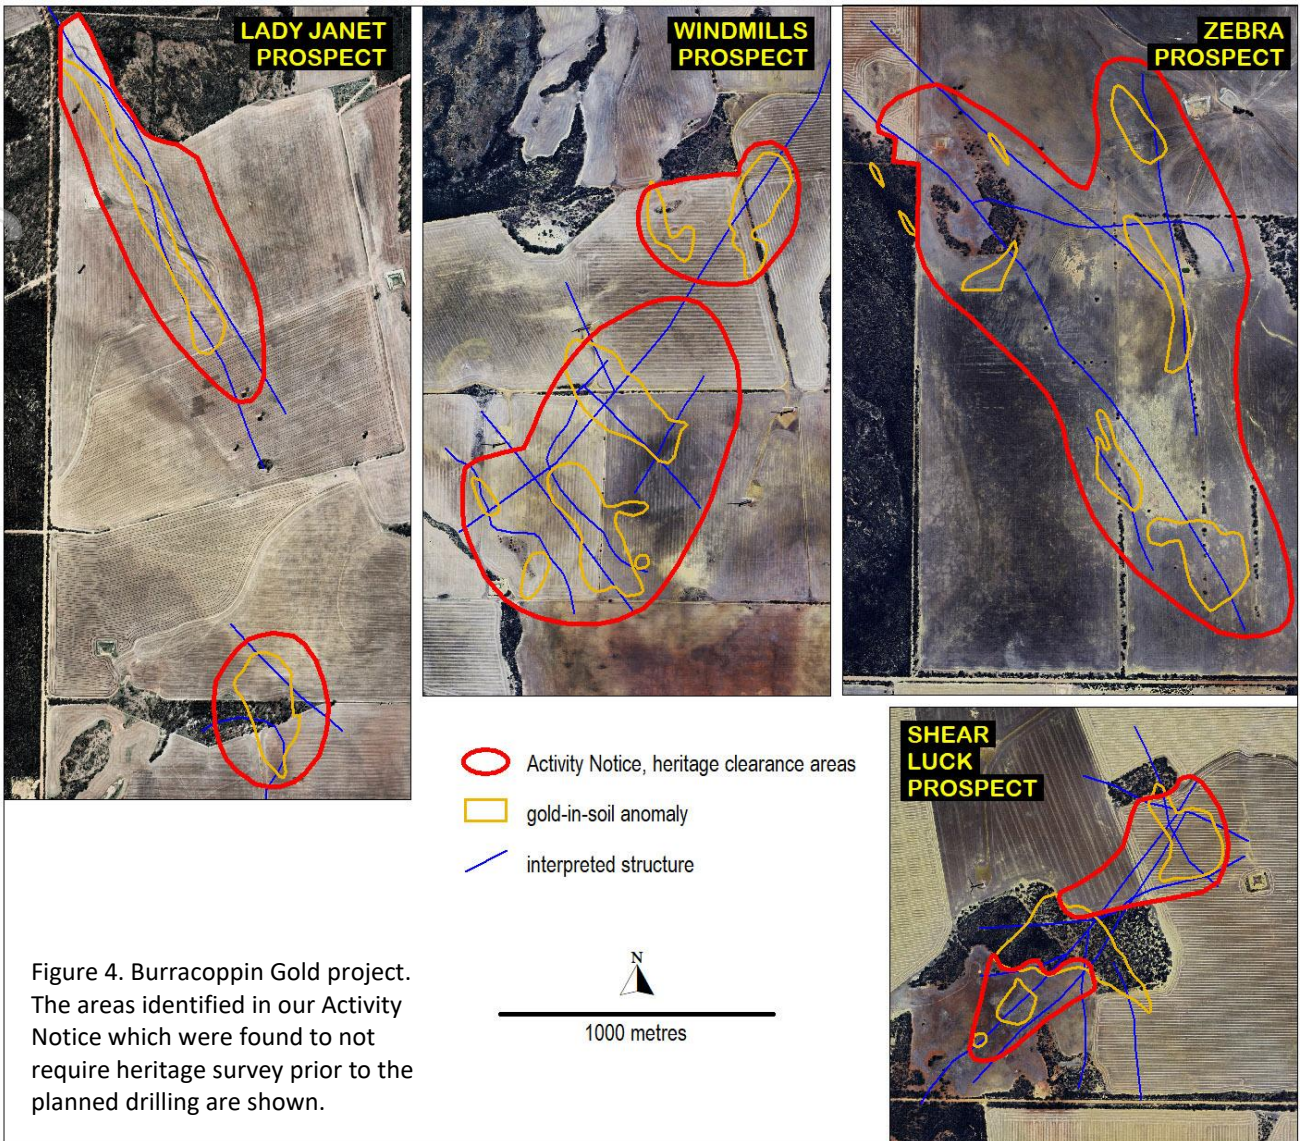 LADY JANET
PROSPECT
WINDMILLS
PROSPECT
ZEBRA
PROSPECT
SHEAR
LUCK
PROSPECT
Activity Notice, heritage clearance areas
gold-in-soil anomaly
interpreted structure
N
1000 metres
Figure 4. Burracoppin Gold project.
The areas identified in our Activity
Notice which were found to not
require heritage survey prior to the
planned drilling are shown.